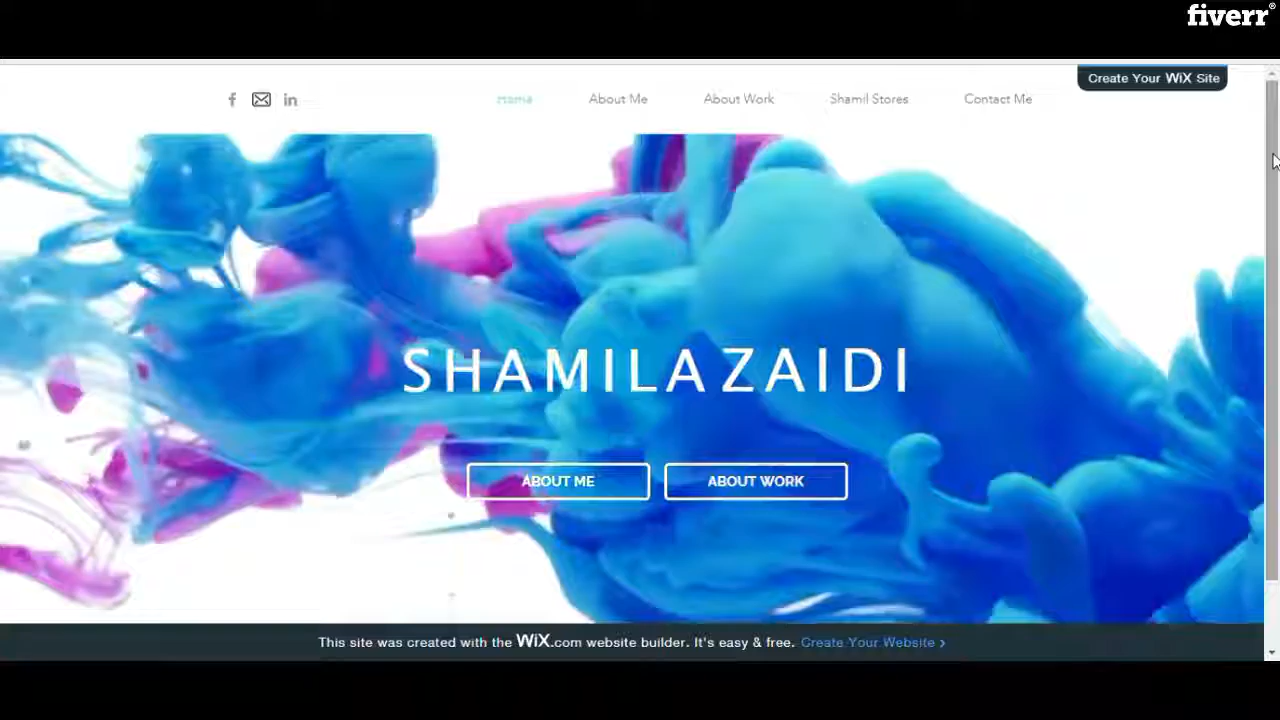 fiverr®
Create Your WiX Site
About Me
About Work
Shamil Stores
Contact Me
SHAMILA ZAIDI
ABOUT ME
ABOUT WORK
This site was created with the WiX.com website builder. It's easy & free. Create Your Website >